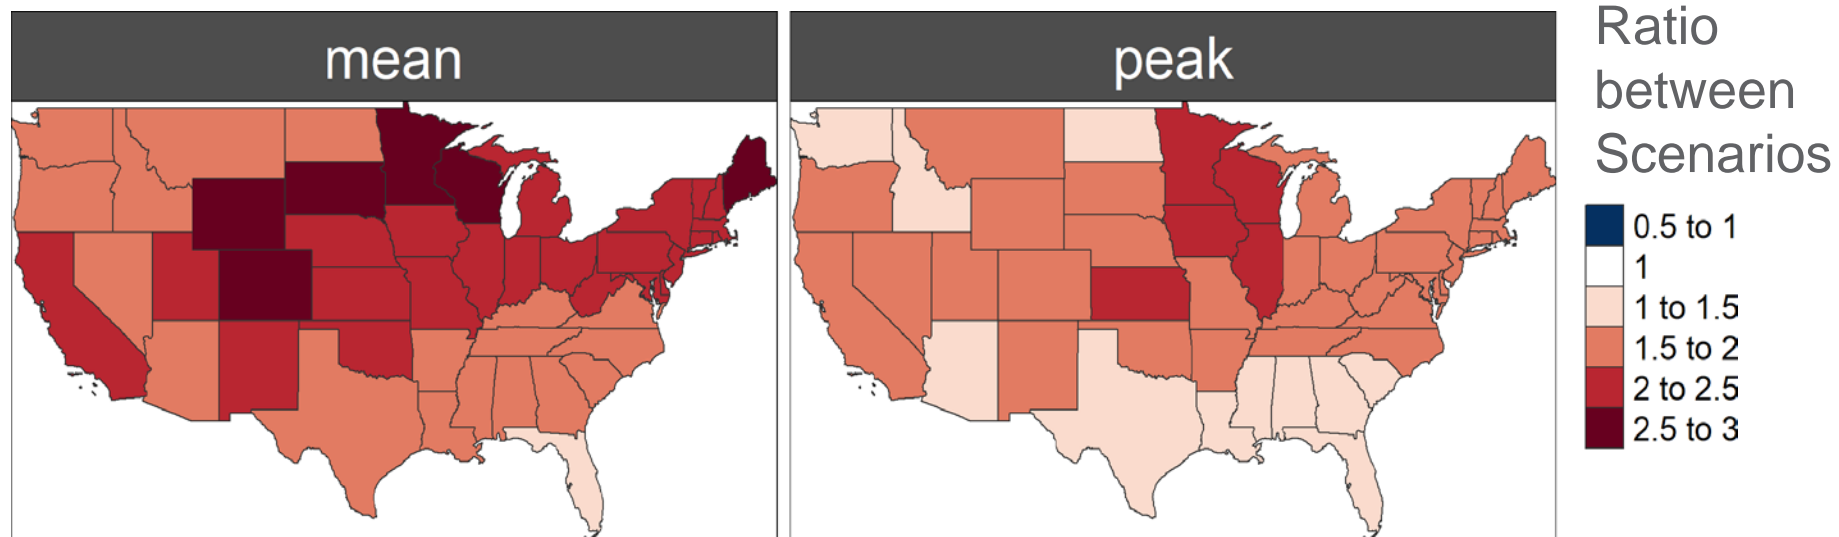 mean
peak
Ratio
between
Scenarios
0.5 to 1
1
1 to 1.5
1.5 to 2
2 to 2.5
2.5 to 3